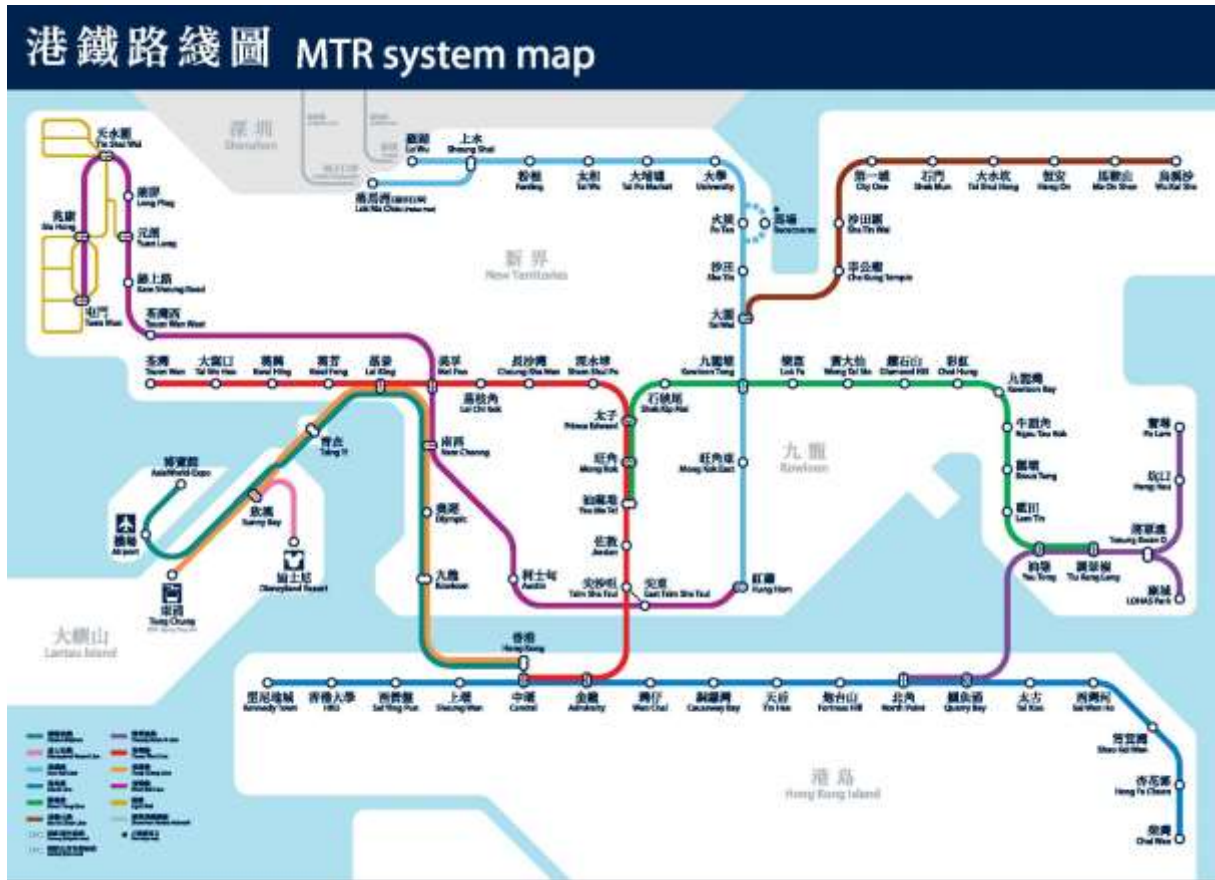 港鐵路綫圖 MTR system map
深圳
Shenzhen
天水圍
Tin Shui Wai
朗屏
Long Ping
兆康
Siu Hong
元朗
Yuen Long
錦上路
Kam Sheung Road
屯門
Tuen Mun
荃灣西
Tsuen Wan West
羅湖
Lo Wu
上水
Sheung Shui
落馬洲
Lok Ma Chau
粉嶺
Fanling
太和
Tai Wo
大埔墟
Tai Po Market
大學
University
火炭
Fo Tan
馬場
Racecourse
沙田
Sha Tin
大圍
Tai Wai
新界
New Territories
第一城
City One
石門
Shek Mun
大水坑
Tai Shui Hang
恆安
Heng On
馬鞍山
Ma On Shan
烏溪沙
Wu Kai Sha
沙田圍
Sha Tin Wai
車公廟
Che Kung Temple
荃灣
Tsuen Wan
大窩口
Tai Wo Hau
葵興
Kwai Hing
葵芳
Kwai Fong
荔景
Lai King
美孚
Mei Foo
荔枝角
Lai Chi Kok
長沙灣
Cheung Sha Wan
深水埗
Sham Shui Po
太子
Prince Edward
石硤尾
Shek Kip Mei
九龍塘
Kowloon Tong
樂富
Lok Fu
黃大仙
Wong Tai Sin
鑽石山
Diamond Hill
彩虹
Choi Hung
九龍灣
Kowloon Bay
牛頭角
Ngau Tau Kok
觀塘
Kwun Tong
藍田
Lam Tin
油塘
Yau Tong
調景嶺
Tiu Keng Leng
將軍澳
Tseung Kwan O
坑口
Hang Hau
寶琳
Po Lam
康城
LOHAS Park
旺角
Mong Kok
旺角東
Mong Kok East
九龍
Kowloon
油麻地
Yau Ma Tei
佐敦
Jordan
尖沙咀
Tsim Sha Tsui
尖東
East Tsim Sha Tsui
紅磡
Hung Hom
柯士甸
Austin
南昌
Nam Cheong
奧運
Olympic
九龍
Kowloon
香港
Hong Kong
青衣
Tsing Yi
欣澳
Sunny Bay
博覽館
AsiaWorld-Expo
機場
Airport
迪士尼
Disneyland Resort
東涌
Tung Chung
大嶼山
Lantau Island
堅尼地城
Kennedy Town
香港大學
HKU
西營盤
Sai Ying Pun
上環
Sheung Wan
中環
Central
金鐘
Admiralty
灣仔
Wan Chai
銅鑼灣
Causeway Bay
天后
Tin Hau
炮台山
Fortress Hill
北角
North Point
鰂魚涌
Quarry Bay
太古
Tai Koo
西灣河
Sai Wan Ho
筲箕灣
Shau Kei Wan
杏花邨
Heng Fa Chuen
柴灣
Chai Wan
港島
Hong Kong Island